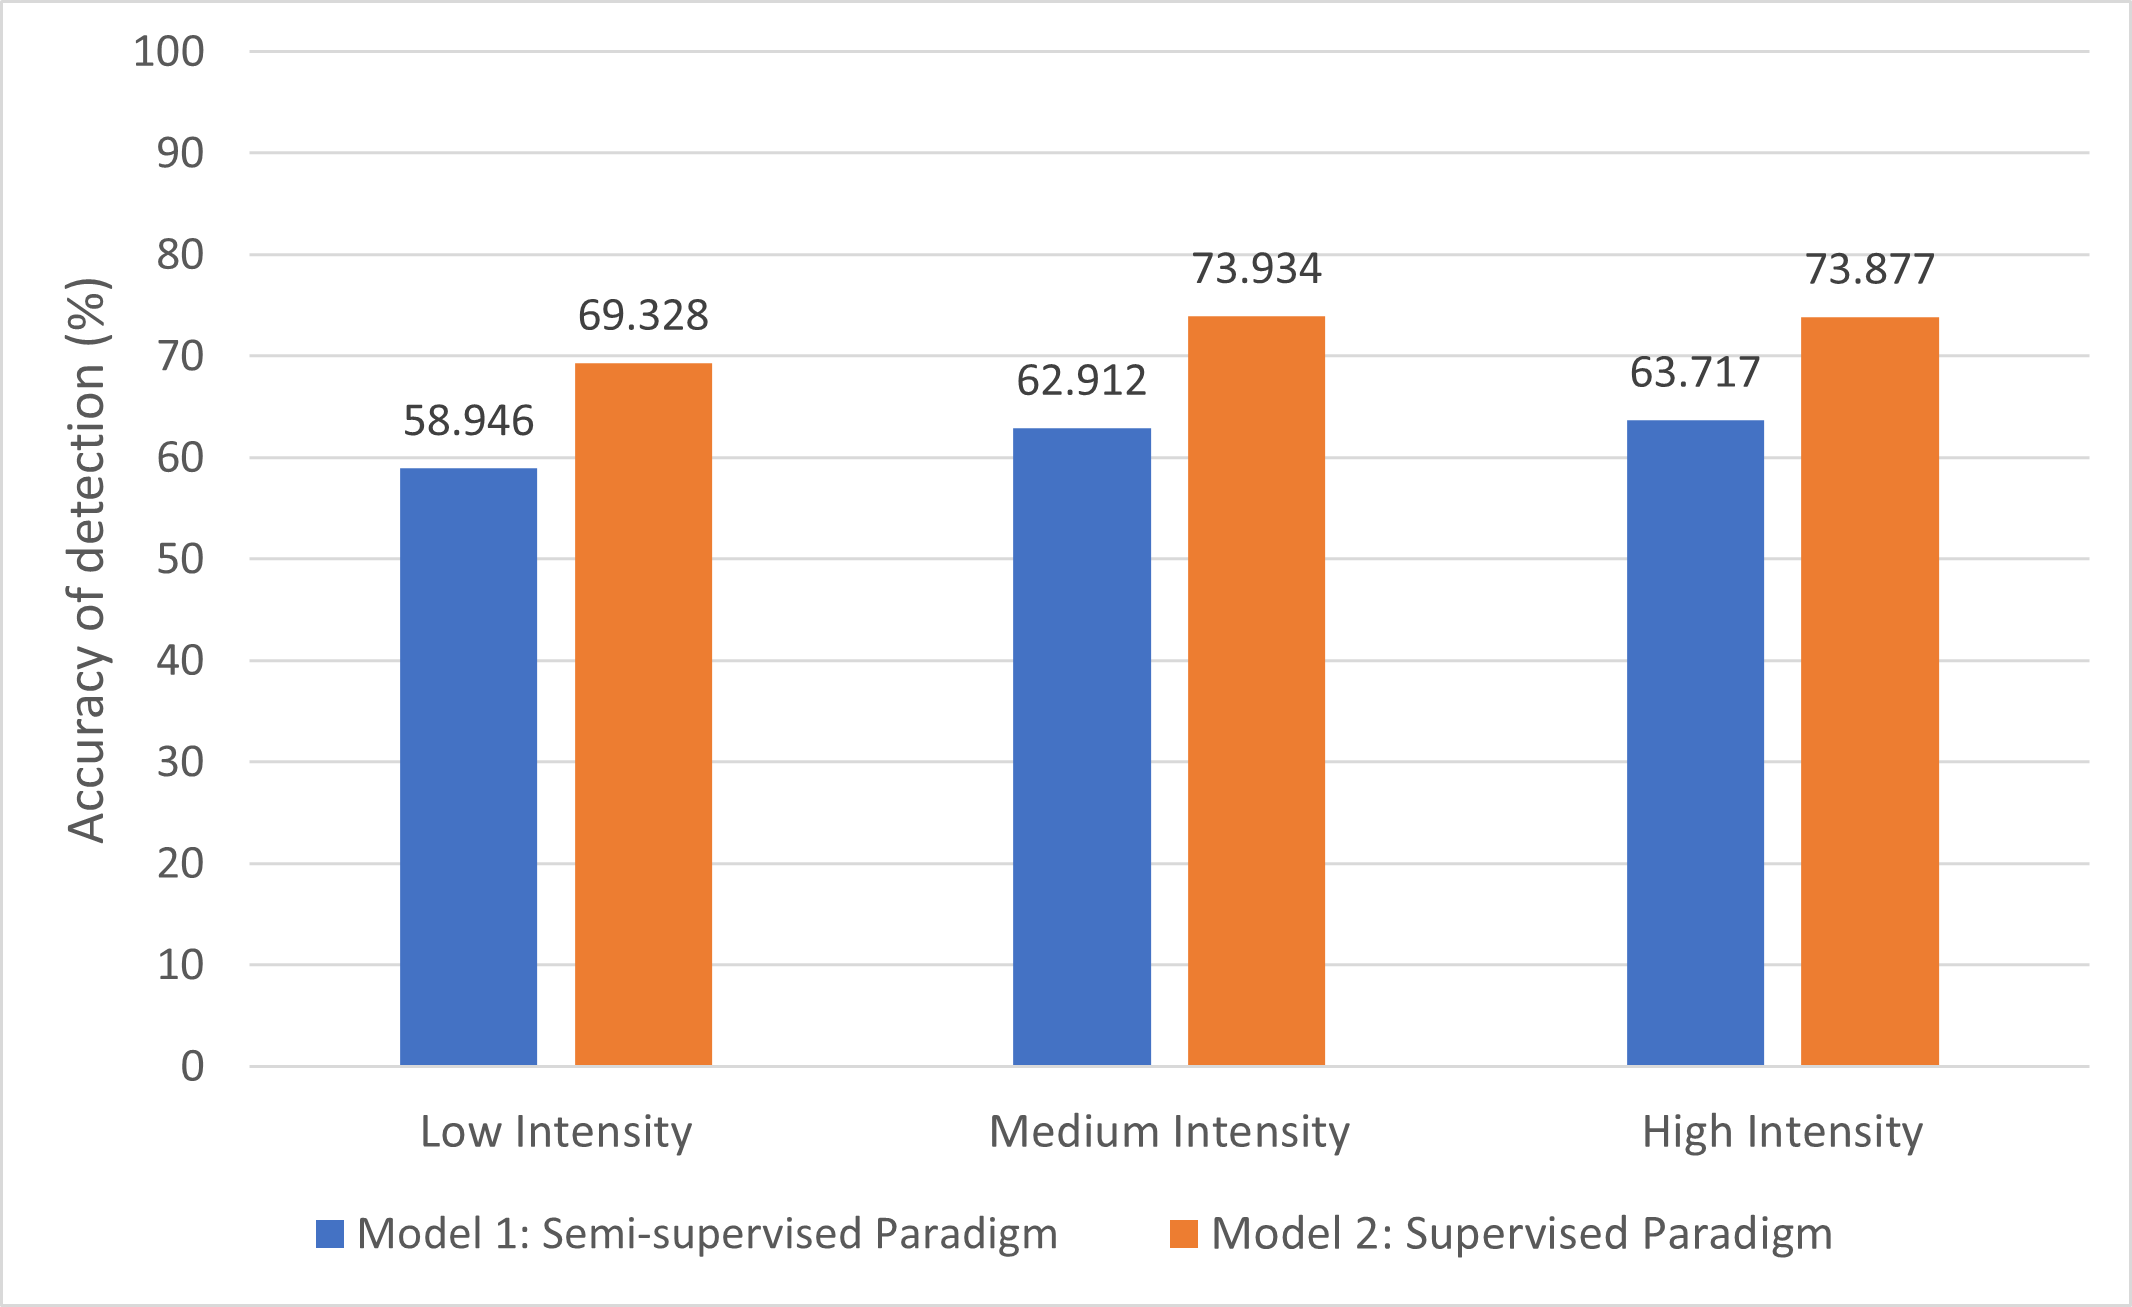 Accuracy of detection (%)
100
90
80
70
60
50
40
30
20
10
0
58.946
69.328
62.912
73.934
63.717
73.877
Low Intensity
Medium Intensity
High Intensity
Model 1: Semi-supervised Paradigm
Model 2: Supervised Paradigm